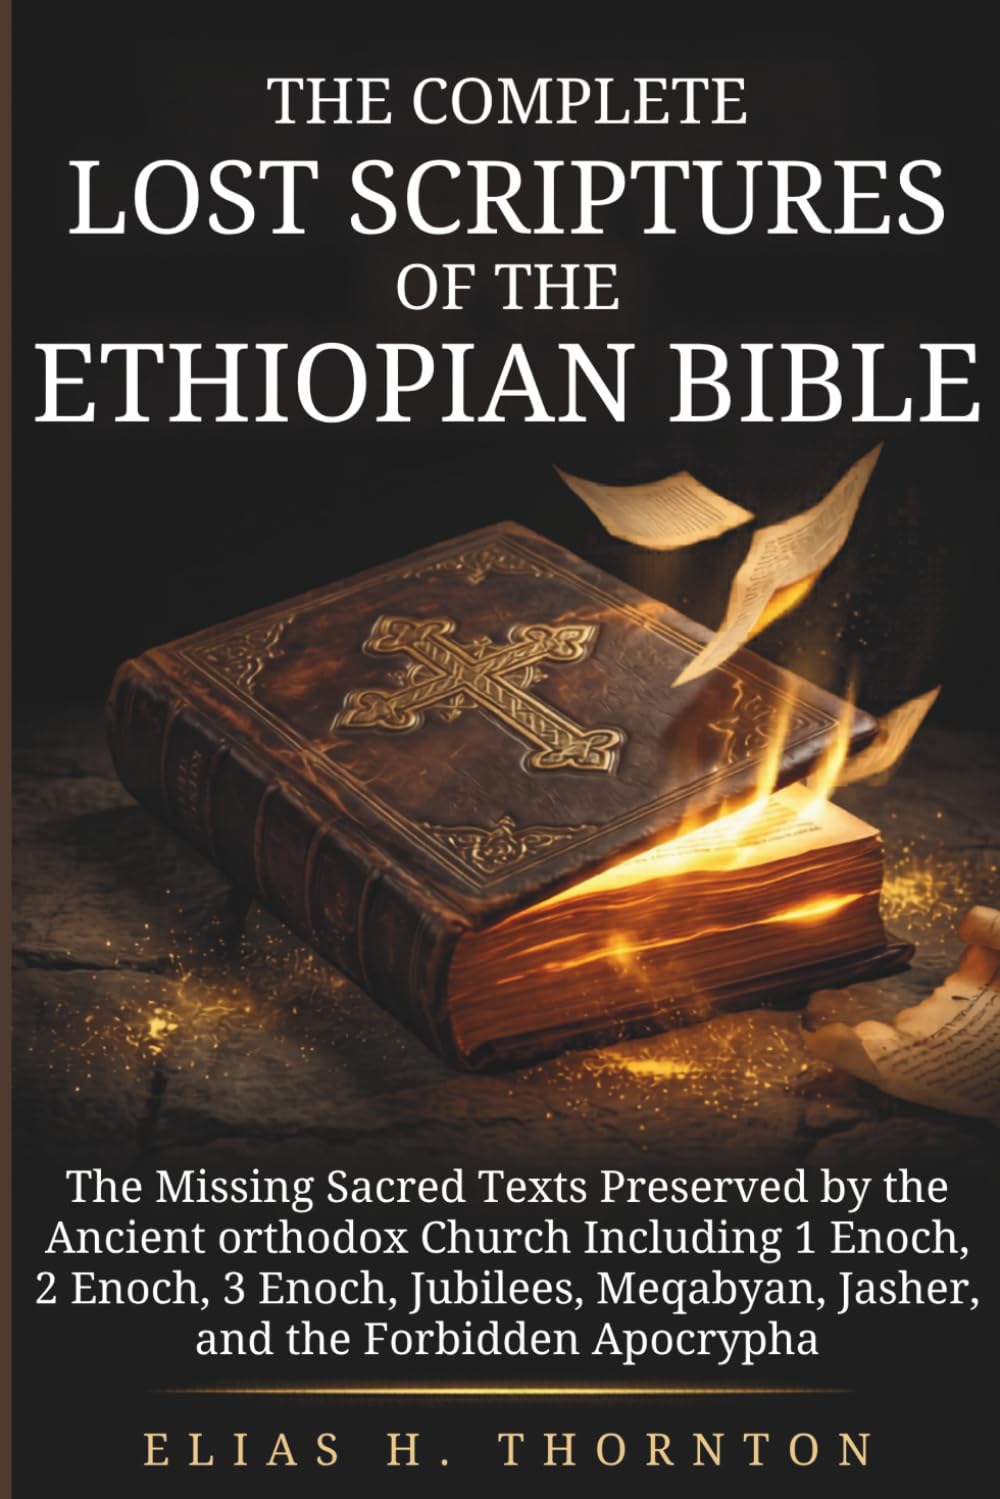 THE COMPLETE
LOST SCRIPTURES
OF THE
ETHIOPIAN BIBLE
The Missing Sacred Texts Preserved by the
Ancient orthodox Church Including 1 Enoch,
2 Enoch, 3 Enoch, Jubilees, Meqabyan, Jasher,
and the Forbidden Apocrypha
ELIAS H. THORNTON